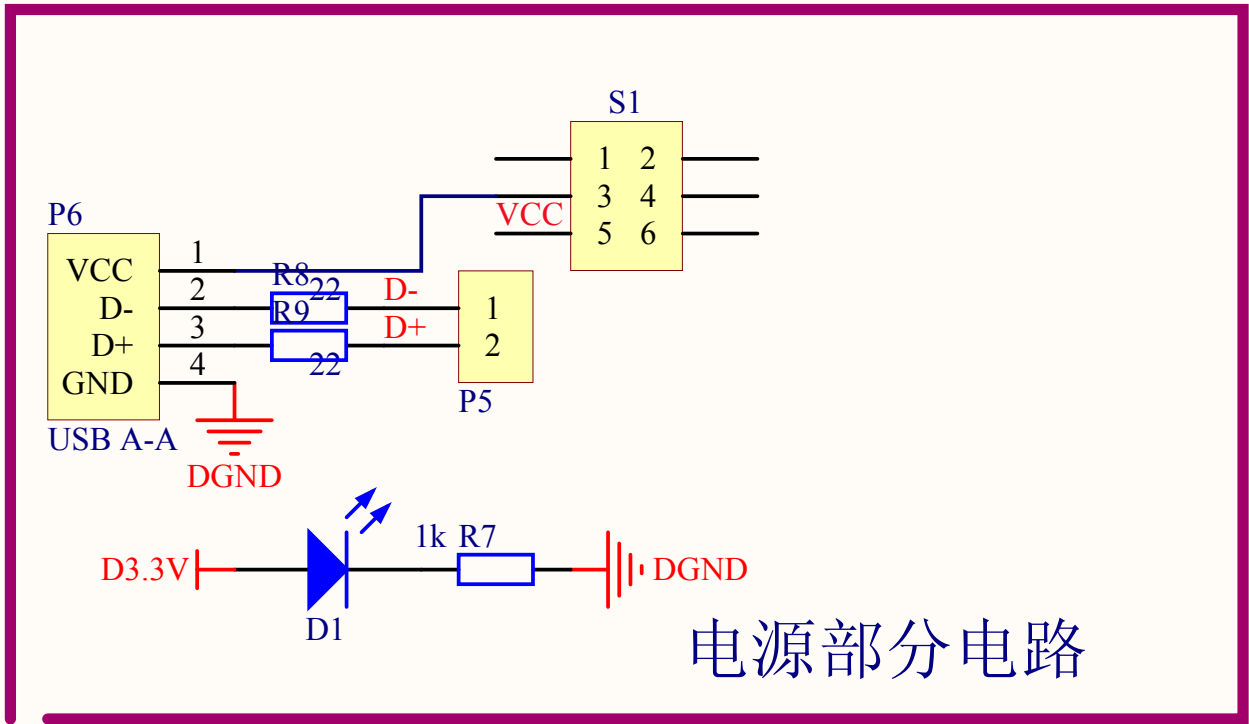 S1
1 2
3 4
VCC
5 6
P6
VCC 1
D- 2
D+ 3
GND 4
USB A-A
R8 22
R9
22
D-
D+
1
2
P5
DGND
D3.3V
D1
1k R7
DGND
电源部分电路